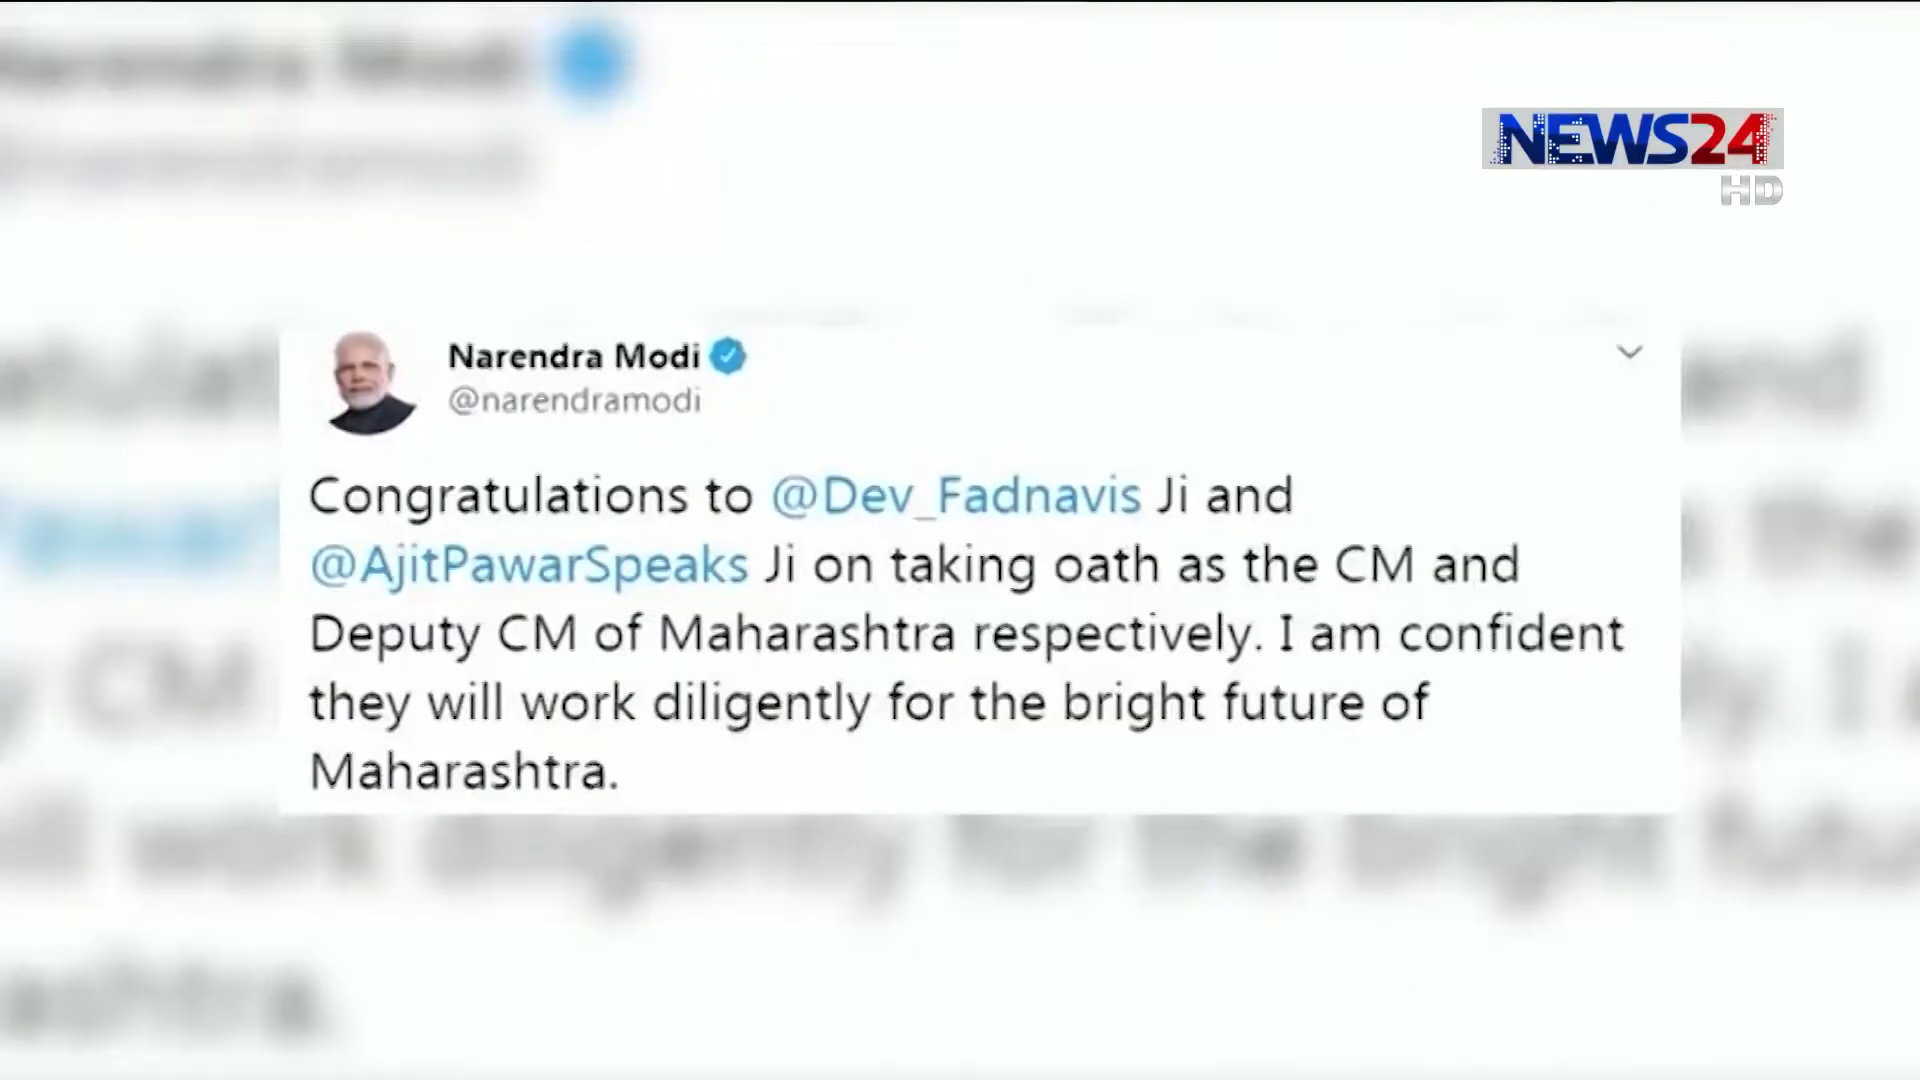 NEWS24
HD
Narendra Modi
@narendramodi
Congratulations to @Dev_Fadnavis Ji and
@AjitPawarSpeaks Ji on taking oath as the CM and
Deputy CM of Maharashtra respectively. I am confident
they will work diligently for the bright future of
Maharashtra.